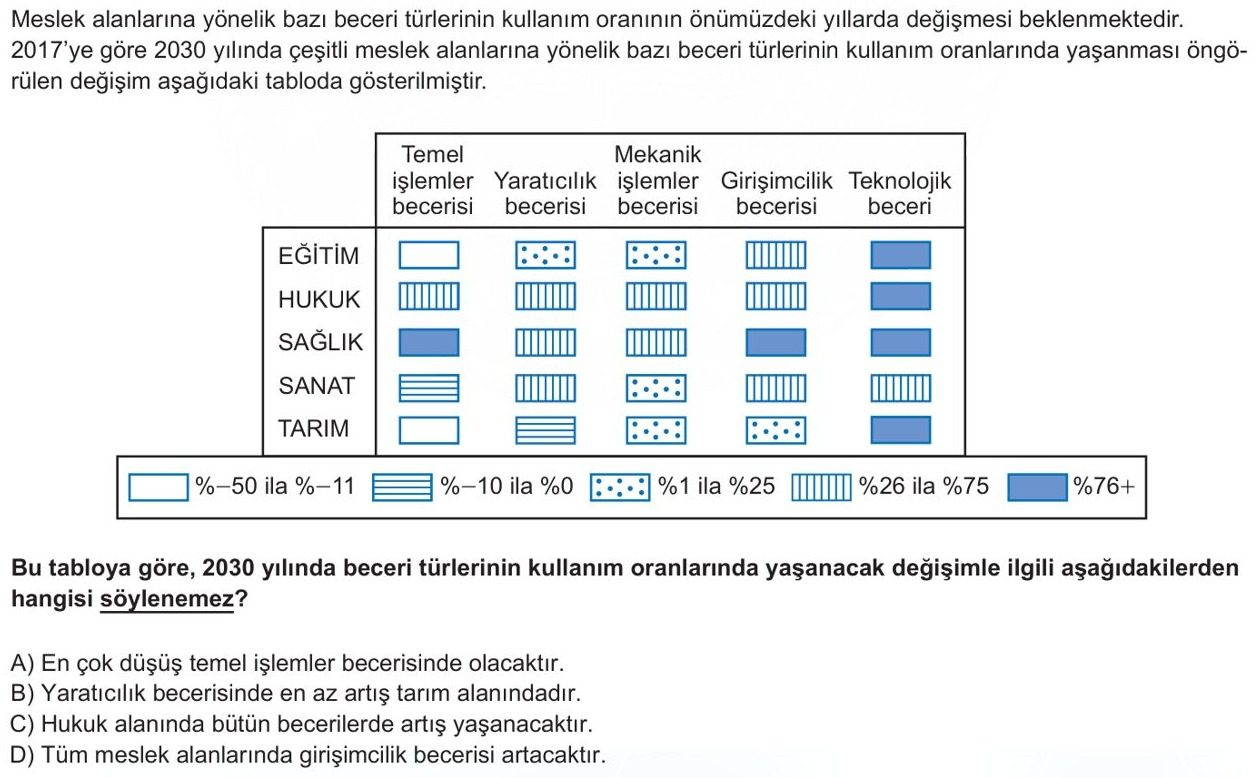 Meslek alanlarına yönelik bazı beceri türlerinin kullanım oranının önümüzdeki yıllarda değişmesi beklenmektedir.
2017’ye göre 2030 yılında çeşitli meslek alanlarına yönelik bazı beceri türlerinin kullanım oranlarında yaşanması öngö-
rülen değişim aşağıdaki tabloda gösterilmiştir.
Temel işlemler becerisi
Yaratıcılık becerisi
Mekanik işlemler becerisi
Girişimcilik becerisi
Teknolojik beceri
EĞİTİM
HUKUK
SAĞLIK
SANAT
TARIM
%–50 ila %–11 %–10 ila %0 %1 ila %25 %26 ila %75 %76+
Bu tabloya göre, 2030 yılında beceri türlerinin kullanım oranlarında yaşanacak değişimle ilgili aşağıdakilerden
hangisi söylenemez?
A) En çok düşüş temel işlemler becerisinde olacaktır.
B) Yaratıcılık becerisinde en az artış tarım alanındadır.
C) Hukuk alanında bütün becerilerde artış yaşanacaktır.
D) Tüm meslek alanlarında girişimcilik becerisi artacaktır.